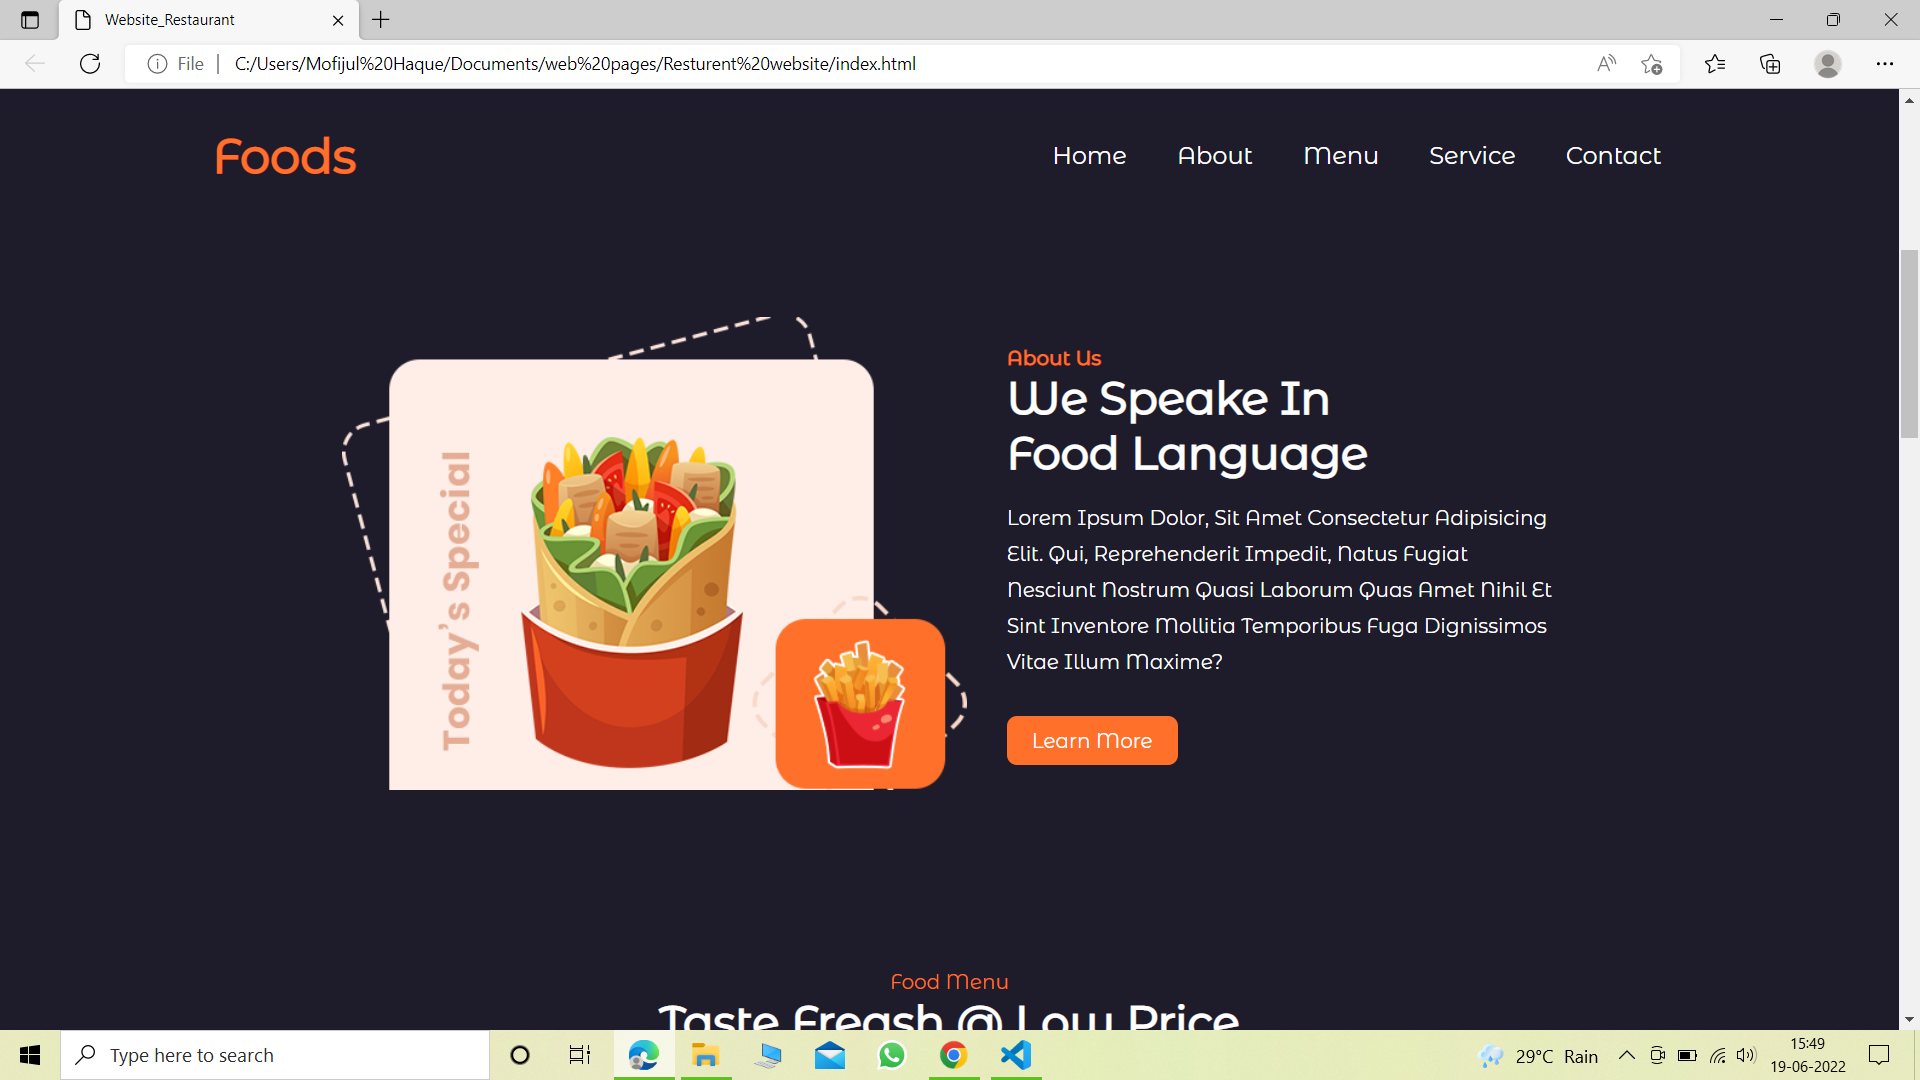 Website_Restaurant
File
C:/Users/Mofijul%20Haque/Documents/web%20pages/Resturent%20website/index.html
Foods
Home About Menu Service Contact
Today's Special
About Us
We Speake In
Food Language
Lorem Ipsum Dolor, Sit Amet Consectetur Adipisicing
Elit. Qui, Reprehenderit Impedit, Natus Fugiat
Nesciunt Nostrum Quasi Laborum Quas Amet Nihil Et
Sint Inventore Mollitia Temporibus Fuga Dignissimos
Vitae Illum Maxime?
Learn More
Food Menu
Taste Freash @ Low Price
Type here to search
29°C Rain
15:49
19-06-2022